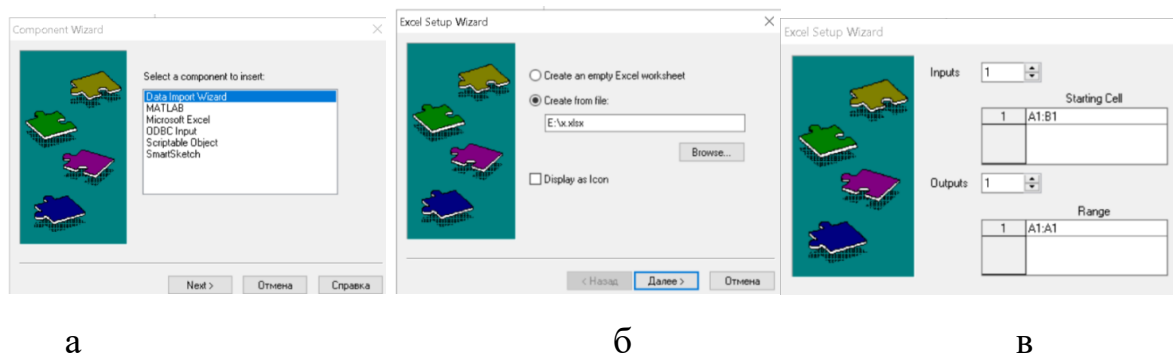 Component Wizard
Select a component to insert:
Data Import Wizard
MATLAB
Microsoft Excel
ODBC Input
Scriptable Object
SmartSketch
Next >
Отмена
Справка
Excel Setup Wizard
Create an empty Excel worksheet
Create from file:
E:\x.xlsx
Browse...
Display as Icon
< Назад
Далее >
Отмена
Excel Setup Wizard
Inputs 1
Starting Cell
1 A1:B1
Outputs 1
Range
1 A1:A1
а б в